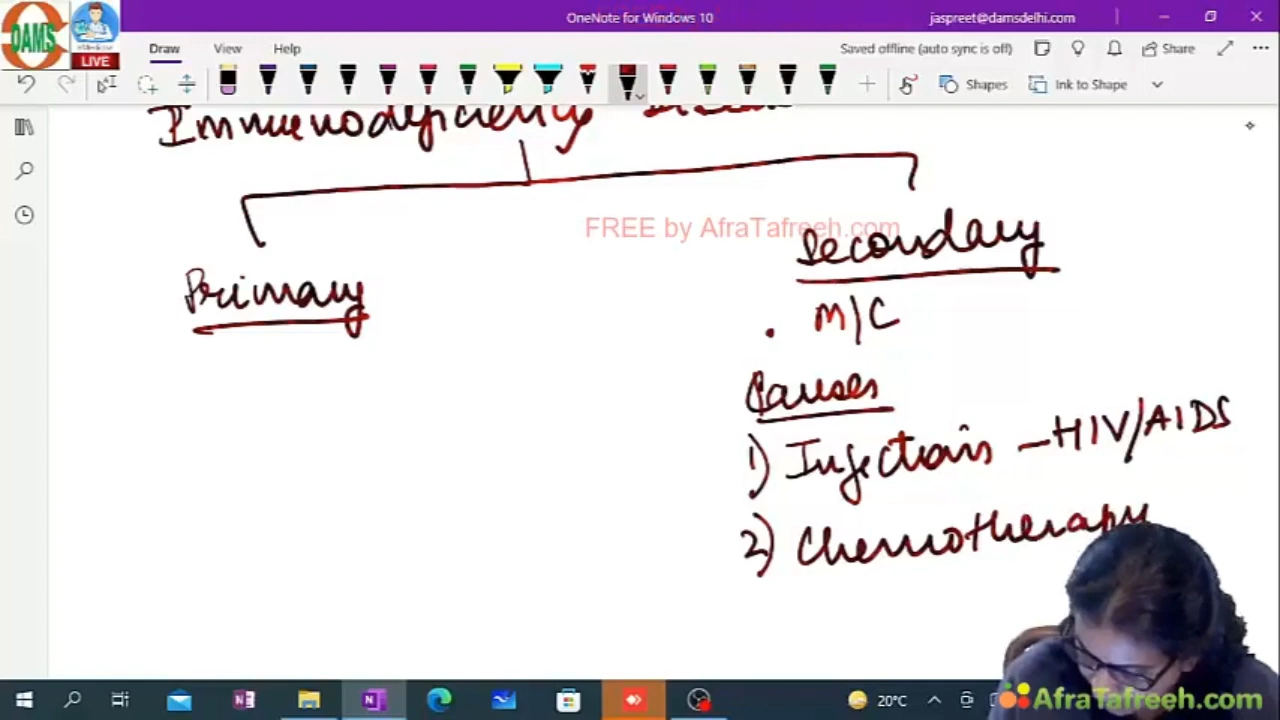 OneNote for Windows 10
jaspreet@damsdelhi.com
DAMS
eMedicoz
LIVE
Draw View Help
Saved offline (auto sync is off)
Share
Shapes
Ink to Shape
Immunodeficiency
FREE by AfraTafreeh.com
Primary
Secondary
. M/C
Causes
1) Infections - HIV/AIDS
2) Chemotherapy
20°C
AfraTafreeh.com